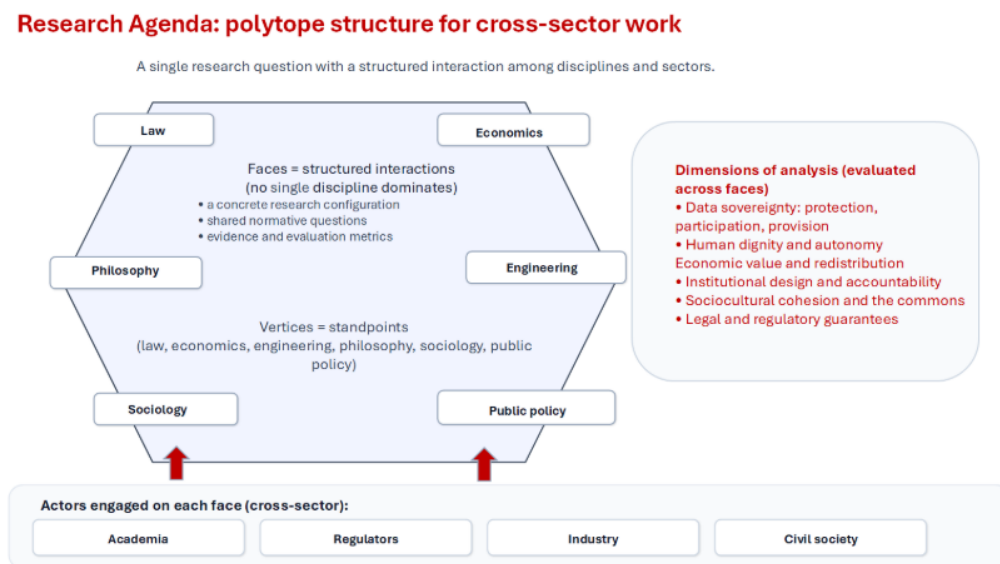 Research Agenda: polytope structure for cross-sector work
A single research question with a structured interaction among disciplines and sectors.
Law
Economics
Faces = structured interactions
(no single discipline dominates)
• a concrete research configuration
• shared normative questions
• evidence and evaluation metrics
Philosophy
Engineering
Vertices = standpoints
(law, economics, engineering, philosophy, sociology, public
policy)
Sociology
Public policy
Dimensions of analysis (evaluated
across faces)
• Data sovereignty: protection,
participation, provision
• Human dignity and autonomy
Economic value and redistribution
• Institutional design and accountability
• Sociocultural cohesion and the commons
• Legal and regulatory guarantees
Actors engaged on each face (cross-sector):
Academia
Regulators
Industry
Civil society